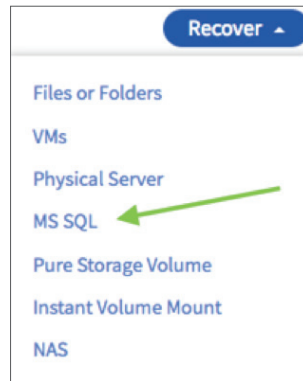 Recover
Files or Folders
VMs
Physical Server
MS SQL
Pure Storage Volume
Instant Volume Mount
NAS